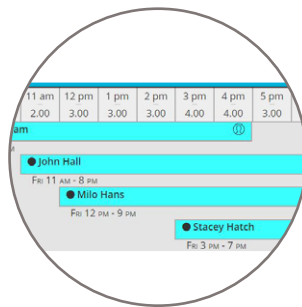 11 am 12 pm 1 pm 2 pm 3 pm 4 pm 5 pm
2.00 3.00 3.00 3.00 4.00 4.00 3.00
am
John Hall
Fri 11 am - 8 pm
Milo Hans
Fri 12 pm - 9 pm
Stacey Hatch
Fri 3 pm - 7 pm